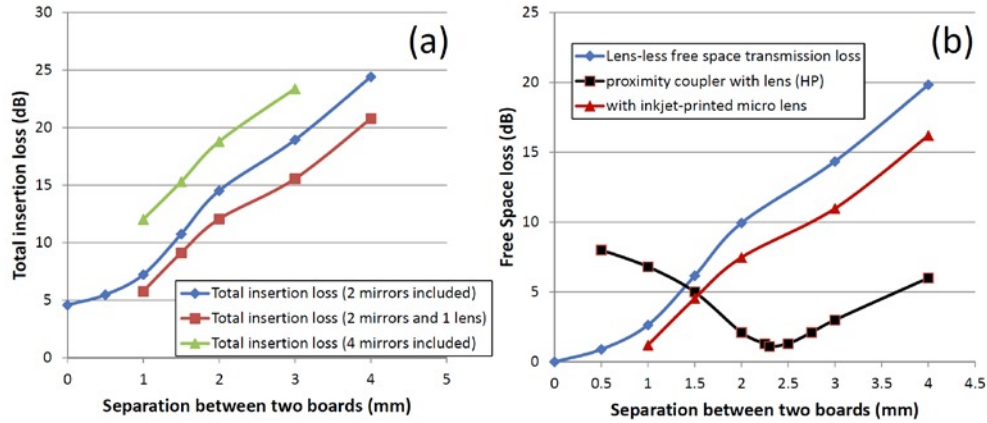 (a)
Total insertion loss (dB)
30
25
20
15
10
5
0
Total insertion loss (2 mirrors included)
Total insertion loss (2 mirrors and 1 lens)
Total insertion loss (4 mirrors included)
0 1 2 3 4 5
Separation between two boards (mm)
(b)
Free Space loss (dB)
25
20
15
10
5
0
Lens-less free space transmission loss
proximity coupler with lens (HP)
with inkjet-printed micro lens
0 0.5 1 1.5 2 2.5 3 3.5 4 4.5
Separation between two boards (mm)